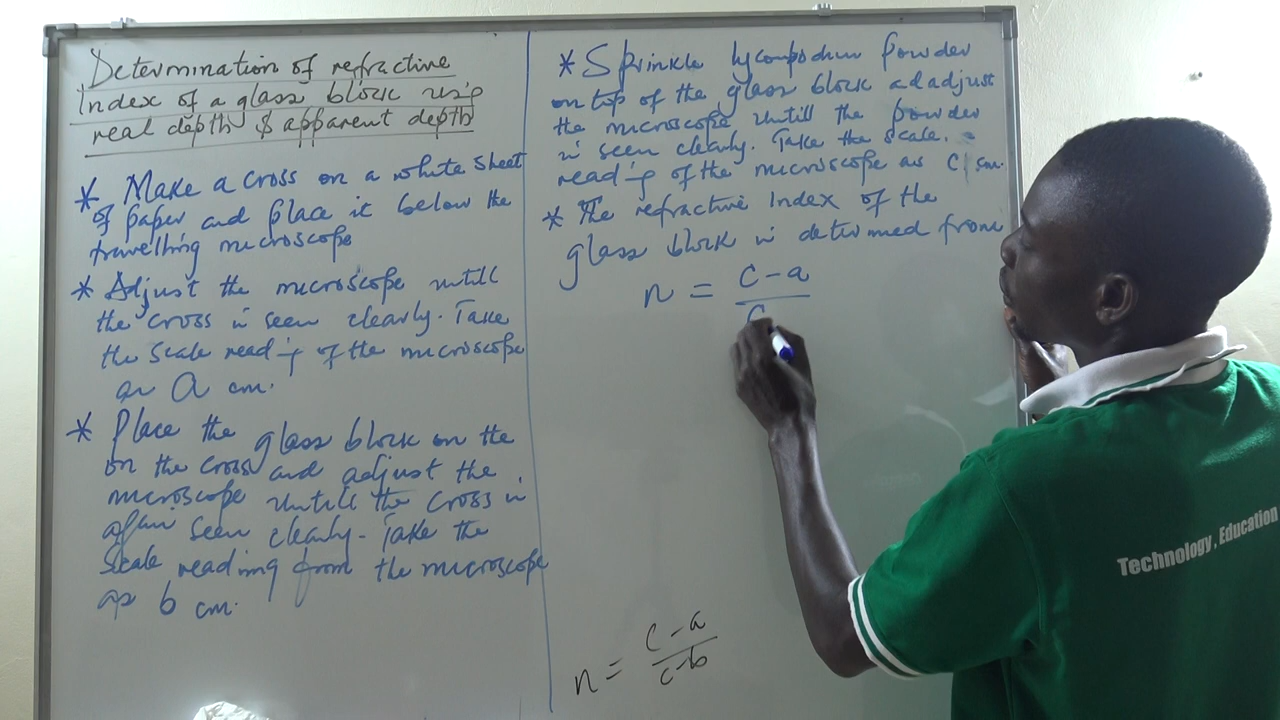 Determination of refractive
Index of a glass block using
real depth & apparent depth
* Make a cross on a white sheet
of paper and place it below the
travelling microscope
* Adjust the microscope untill
the cross is seen clearly. Take
the scale reading of the microscope
as a cm.
* Place the glass block on the
on the cross and adjust the
microscope untill the cross is
again seen clearly. Take the
scale reading from the microscope
as b cm.
* Sprinkle lycompodium powder
on top of the glass block ad adjust
the microscope untill the powder
is seen clearly. Take the scale.
reading of the microscope as C cm.
* The refractive Index of the
glass block is determed from
n = c-a
c
n = c-a
c-b
Technology, Education